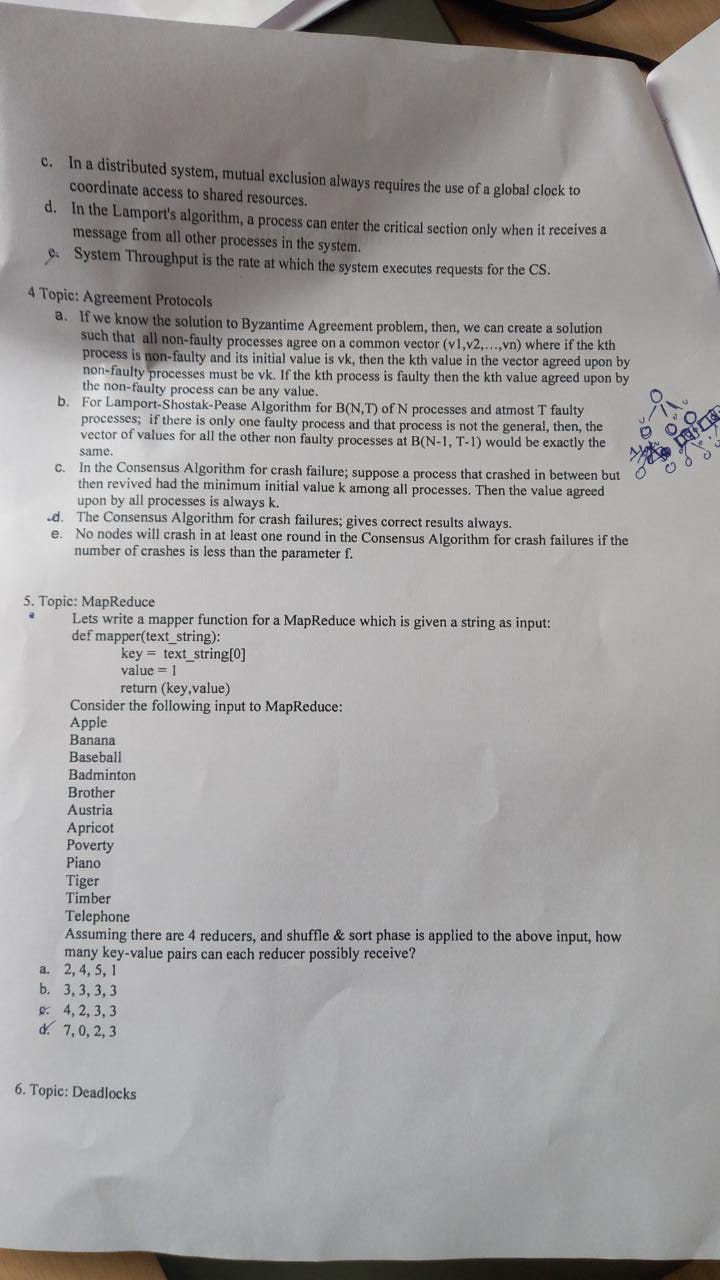 c. In a distributed system, mutual exclusion always requires the use of a global clock to
coordinate access to shared resources.
d. In the Lamport's algorithm, a process can enter the critical section only when it receives a
message from all other processes in the system.
e. System Throughput is the rate at which the system executes requests for the CS.
4 Topic: Agreement Protocols
a. If we know the solution to Byzantime Agreement problem, then, we can create a solution
such that all non-faulty processes agree on a common vector (v1,v2,...,vn) where if the kth
process is non-faulty and its initial value is vk, then the kth value in the vector agreed upon by
non-faulty processes must be vk. If the kth process is faulty then the kth value agreed upon by
the non-faulty process can be any value.
b. For Lamport-Shostak-Pease Algorithm for B(N,T) of N processes and atmost T faulty
processes; if there is only one faulty process and that process is not the general, then, the
vector of values for all the other non faulty processes at B(N-1, T-1) would be exactly the
same.
c. In the Consensus Algorithm for crash failure; suppose a process that crashed in between but
then revived had the minimum initial value k among all processes. Then the value agreed
upon by all processes is always k.
d. The Consensus Algorithm for crash failures; gives correct results always.
e. No nodes will crash in at least one round in the Consensus Algorithm for crash failures if the
number of crashes is less than the parameter f.
5. Topic: MapReduce
Lets write a mapper function for a MapReduce which is given a string as input:
def mapper(text_string):
key = text_string[0]
value = 1
return (key,value)
Consider the following input to MapReduce:
Apple
Banana
Baseball
Badminton
Brother
Austria
Apricot
Poverty
Piano
Tiger
Timber
Telephone
Assuming there are 4 reducers, and shuffle & sort phase is applied to the above input, how
many key-value pairs can each reducer possibly receive?
a. 2, 4, 5, 1
b. 3, 3, 3, 3
c. 4, 2, 3, 3
d. 7, 0, 2, 3
6. Topic: Deadlocks